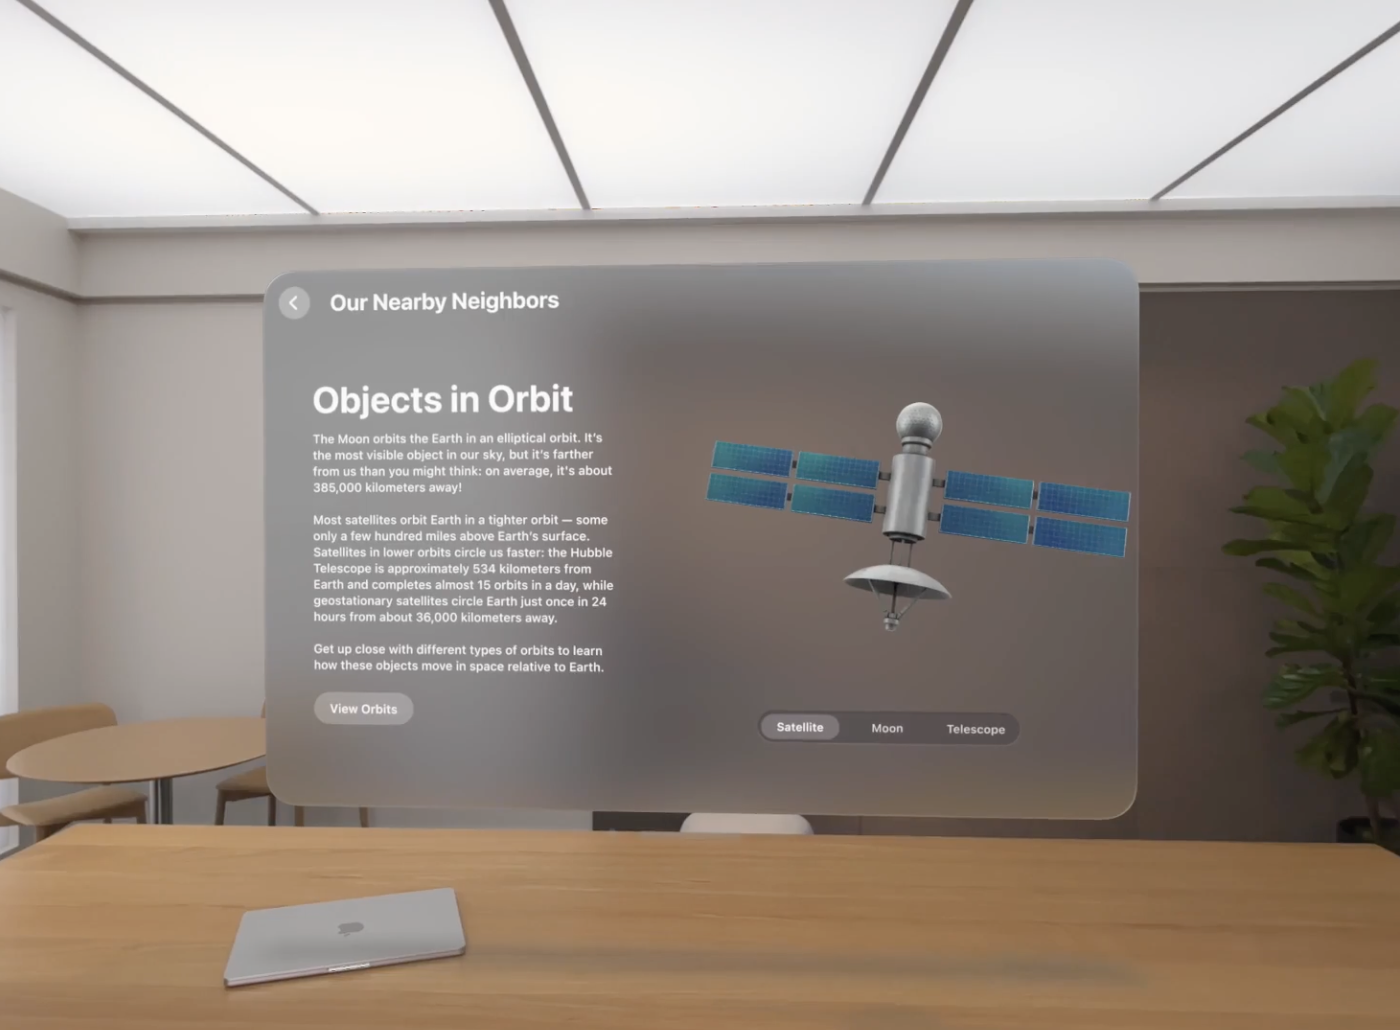 Our Nearby Neighbors
Objects in Orbit
The Moon orbits the Earth in an elliptical orbit. It's
the most visible object in our sky, but it's farther
from us than you might think: on average, it's about
385,000 kilometers away!
Most satellites orbit Earth in a tighter orbit — some
only a few hundred miles above Earth's surface.
Satellites in lower orbits circle us faster: the Hubble
Telescope is approximately 534 kilometers from
Earth and completes almost 15 orbits in a day, while
geostationary satellites circle Earth just once in 24
hours from about 36,000 kilometers away.
Get up close with different types of orbits to learn
how these objects move in space relative to Earth.
View Orbits
Satellite Moon Telescope